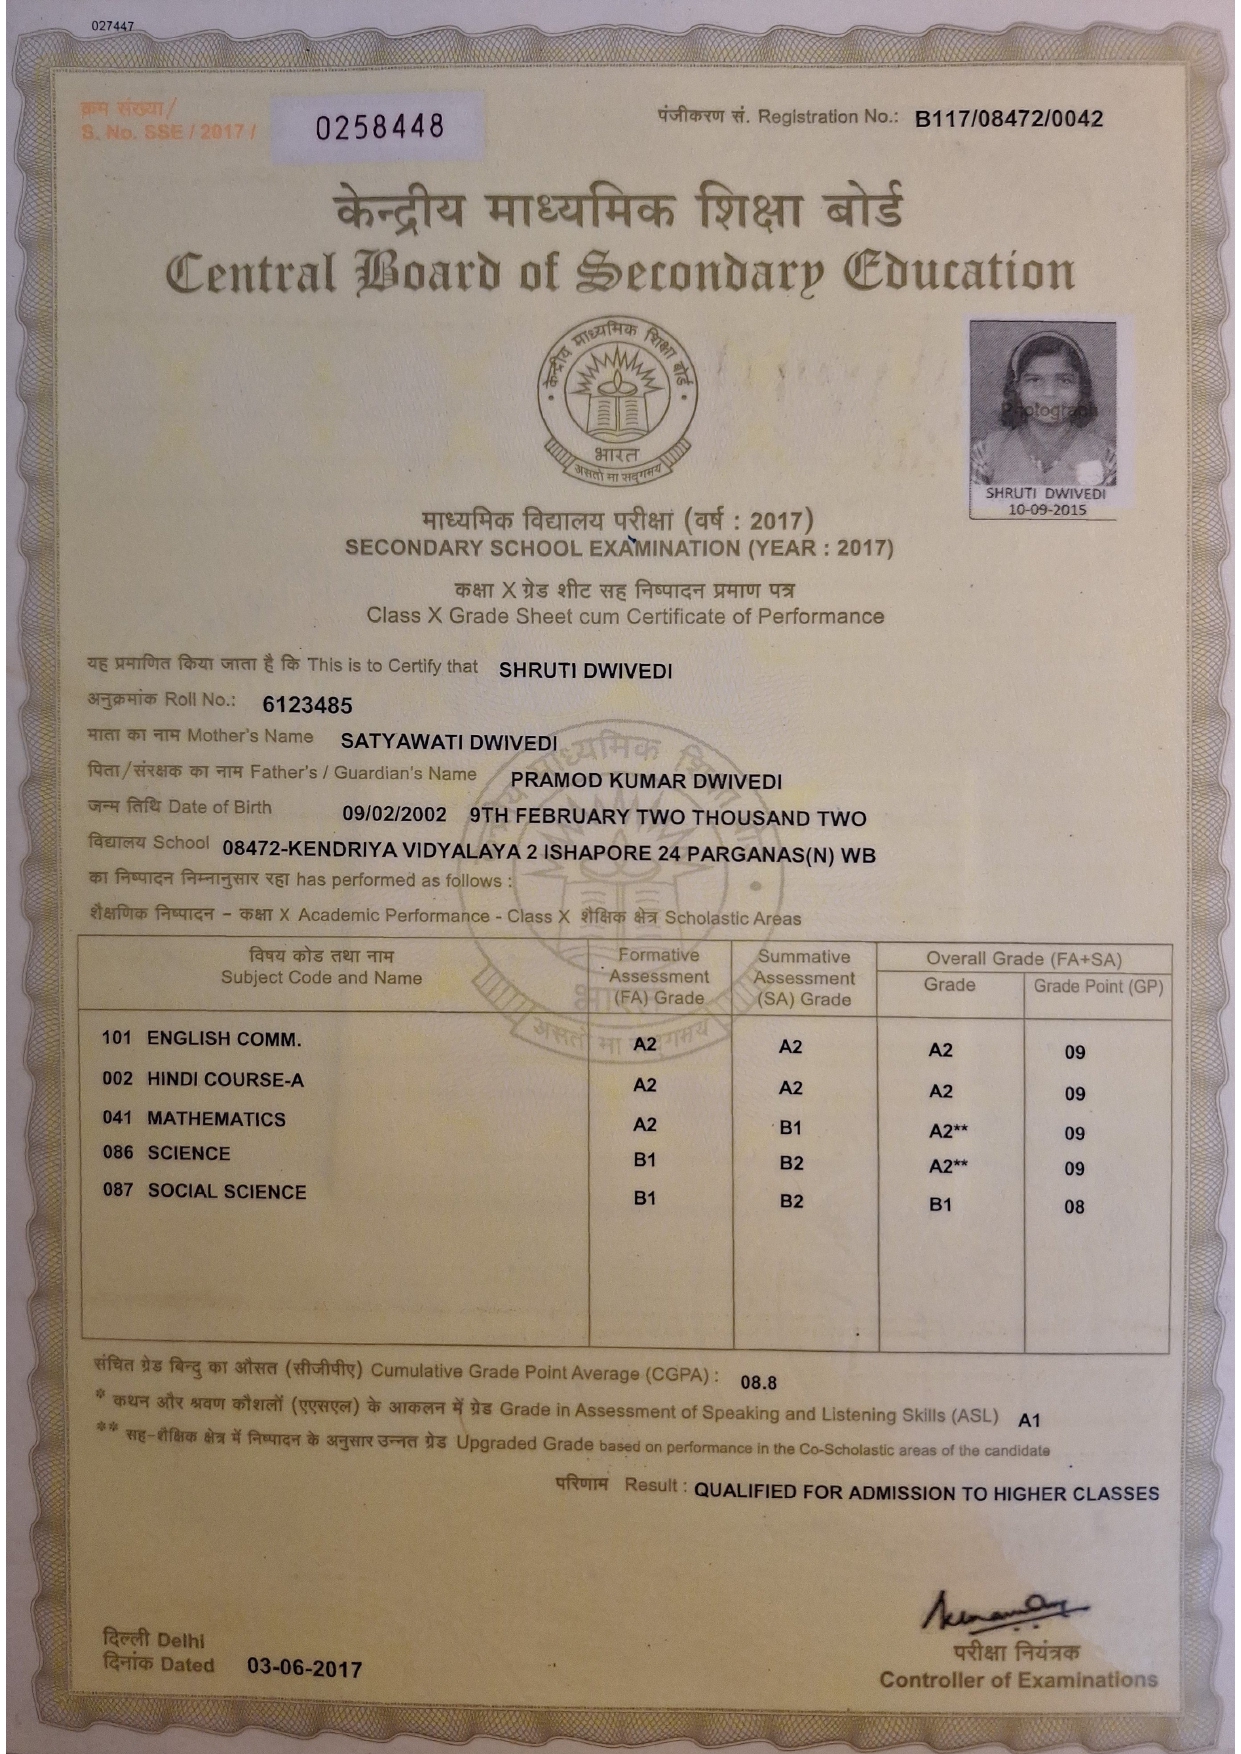 027447
क्रम संख्या/
S. No. SSE / 2017 /
0258448
पंजीकरण सं. Registration No.: B117/08472/0042
केन्द्रीय माध्यमिक शिक्षा बोर्ड
Central Board of Secondary Education
केन्द्रीय माध्यमिक शिक्षा बोर्ड
भारत
असतो मा सद्गमय
Photograph
SHRUTI DWIVEDI
10-09-2015
माध्यमिक विद्यालय परीक्षा (वर्ष : 2017)
SECONDARY SCHOOL EXAMINATION (YEAR : 2017)
कक्षा X ग्रेड शीट सह निष्पादन प्रमाण पत्र
Class X Grade Sheet cum Certificate of Performance
यह प्रमाणित किया जाता है कि This is to Certify that SHRUTI DWIVEDI
अनुक्रमांक Roll No.: 6123485
माता का नाम Mother's Name SATYAWATI DWIVEDI
पिता/संरक्षक का नाम Father's / Guardian's Name PRAMOD KUMAR DWIVEDI
जन्म तिथि Date of Birth 09/02/2002 9TH FEBRUARY TWO THOUSAND TWO
विद्यालय School 08472-KENDRIYA VIDYALAYA 2 ISHAPORE 24 PARGANAS(N) WB
का निष्पादन निम्नानुसार रहा has performed as follows :
शैक्षणिक निष्पादन – कक्षा X Academic Performance - Class X शैक्षिक क्षेत्र Scholastic Areas
विषय कोड तथा नाम
Subject Code and Name
Formative
Assessment
(FA) Grade
Summative
Assessment
(SA) Grade
Overall Grade (FA+SA)
Grade
Grade Point (GP)
101 ENGLISH COMM. A2 A2 A2 09
002 HINDI COURSE-A A2 A2 A2 09
041 MATHEMATICS A2 B1 A2** 09
086 SCIENCE B1 B2 A2** 09
087 SOCIAL SCIENCE B1 B2 B1 08
संचित ग्रेड बिन्दु का औसत (सीजीपीए) Cumulative Grade Point Average (CGPA) : 08.8
* कथन और श्रवण कौशलों (एएसएल) के आकलन में ग्रेड Grade in Assessment of Speaking and Listening Skills (ASL) A1
** सह-शैक्षिक क्षेत्र में निष्पादन के अनुसार उन्नत ग्रेड Upgraded Grade based on performance in the Co-Scholastic areas of the candidate
परिणाम Result : QUALIFIED FOR ADMISSION TO HIGHER CLASSES
दिल्ली Delhi
दिनांक Dated 03-06-2017
परीक्षा नियंत्रक
Controller of Examinations